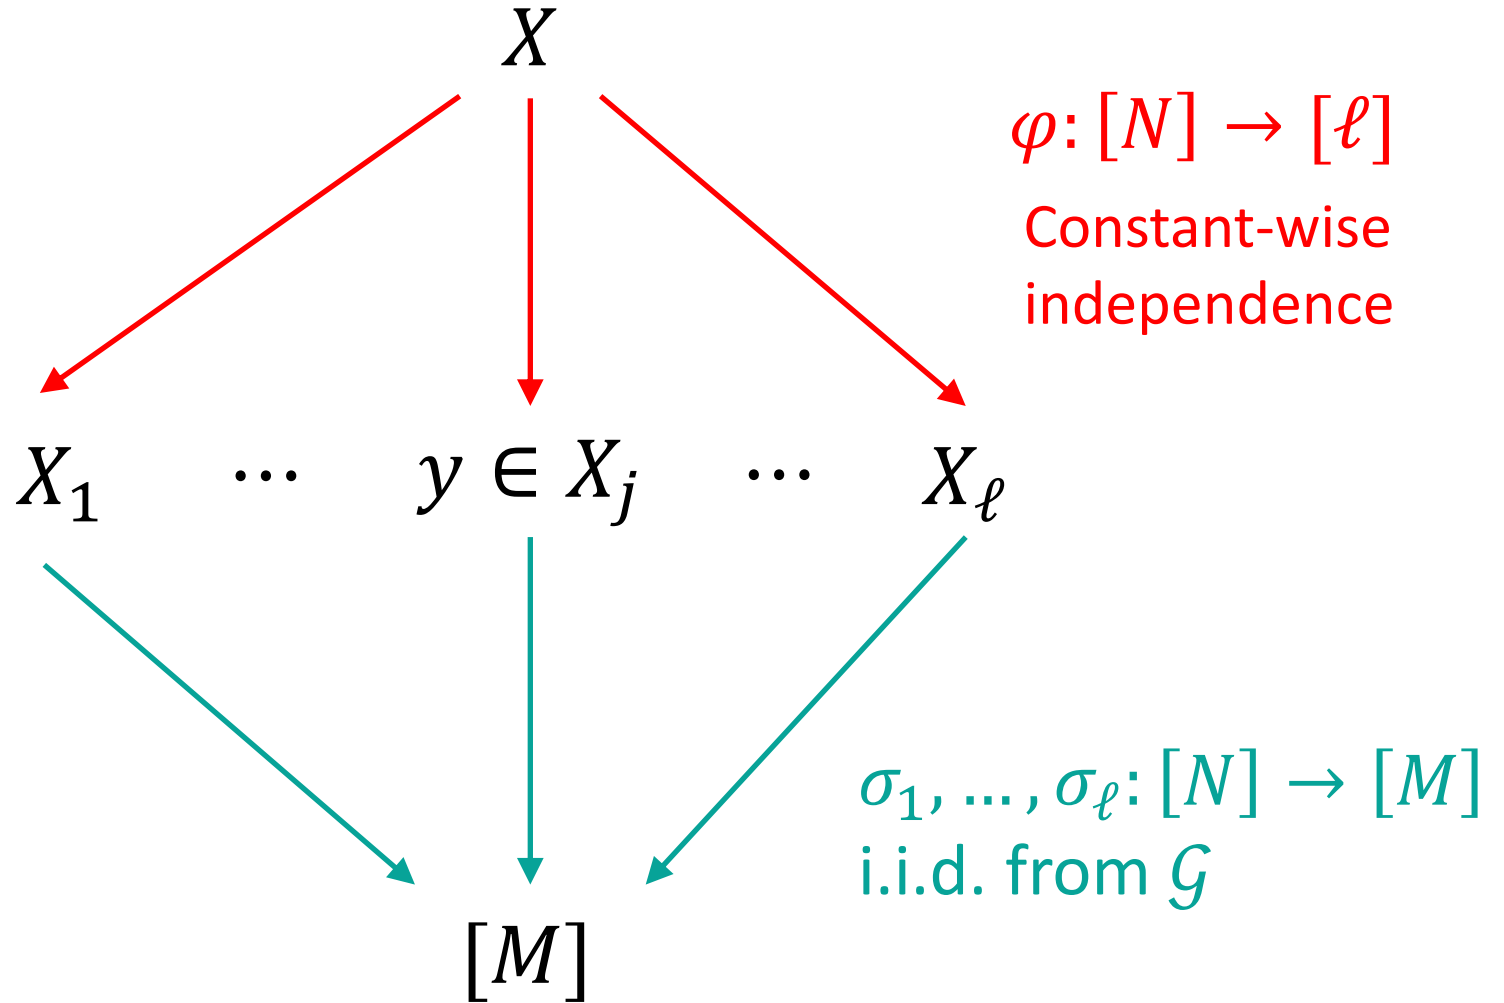 X
φ: [N] → [ℓ]
Constant-wise
independence
X₁ ⋯ y ∈ Xⱼ ⋯ X_ℓ
σ₁, … , σ_ℓ: [N] → [M]
i.i.d. from 𝒢
[M]